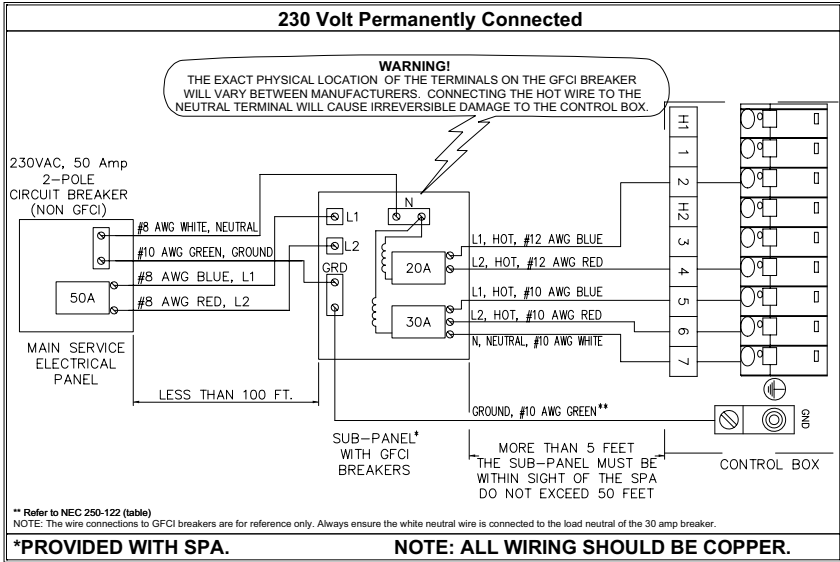 230 Volt Permanently Connected
WARNING!
THE EXACT PHYSICAL LOCATION OF THE TERMINALS ON THE GFCI BREAKER
WILL VARY BETWEEN MANUFACTURERS. CONNECTING THE HOT WIRE TO THE
NEUTRAL TERMINAL WILL CAUSE IRREVERSIBLE DAMAGE TO THE CONTROL BOX.
230VAC, 50 Amp
2-POLE
CIRCUIT BREAKER
(NON GFCI)
#8 AWG WHITE, NEUTRAL
#10 AWG GREEN, GROUND
#8 AWG BLUE, L1
#8 AWG RED, L2
50A
MAIN SERVICE
ELECTRICAL
PANEL
LESS THAN 100 FT.
N
L1
L2
GRD
20A
30A
SUB-PANEL*
WITH GFCI
BREAKERS
L1, HOT, #12 AWG BLUE
L2, HOT, #12 AWG RED
L1, HOT, #10 AWG BLUE
L2, HOT, #10 AWG RED
N, NEUTRAL, #10 AWG WHITE
GROUND, #10 AWG GREEN**
MORE THAN 5 FEET
THE SUB-PANEL MUST BE
WITHIN SIGHT OF THE SPA
DO NOT EXCEED 50 FEET
H1
1
2
H2
3
4
5
6
7
GND
CONTROL BOX
** Refer to NEC 250-122 (table)
NOTE: The wire connections to GFCI breakers are for reference only. Always ensure the white neutral wire is connected to the load neutral of the 30 amp breaker.
*PROVIDED WITH SPA.
NOTE: ALL WIRING SHOULD BE COPPER.